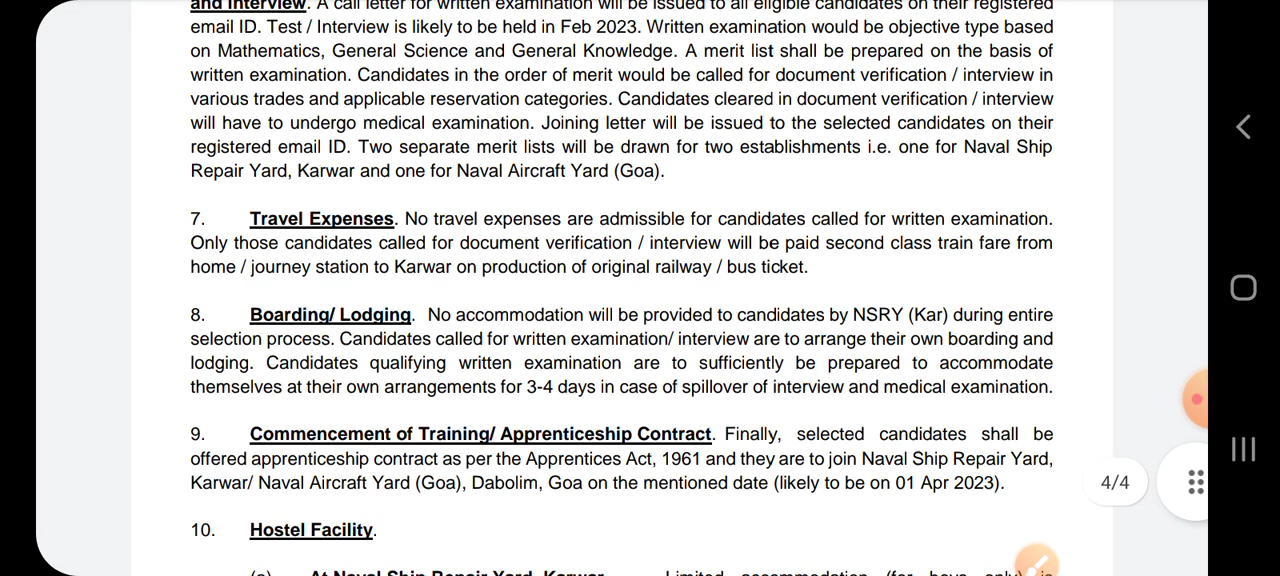 and Interview. A call letter for written examination will be issued to all eligible candidates on their registered
email ID. Test / Interview is likely to be held in Feb 2023. Written examination would be objective type based
on Mathematics, General Science and General Knowledge. A merit list shall be prepared on the basis of
written examination. Candidates in the order of merit would be called for document verification / interview in
various trades and applicable reservation categories. Candidates cleared in document verification / interview
will have to undergo medical examination. Joining letter will be issued to the selected candidates on their
registered email ID. Two separate merit lists will be drawn for two establishments i.e. one for Naval Ship
Repair Yard, Karwar and one for Naval Aircraft Yard (Goa).
7. Travel Expenses. No travel expenses are admissible for candidates called for written examination.
Only those candidates called for document verification / interview will be paid second class train fare from
home / journey station to Karwar on production of original railway / bus ticket.
8. Boarding/ Lodging. No accommodation will be provided to candidates by NSRY (Kar) during entire
selection process. Candidates called for written examination/ interview are to arrange their own boarding and
lodging. Candidates qualifying written examination are to sufficiently be prepared to accommodate
themselves at their own arrangements for 3-4 days in case of spillover of interview and medical examination.
9. Commencement of Training/ Apprenticeship Contract. Finally, selected candidates shall be
offered apprenticeship contract as per the Apprentices Act, 1961 and they are to join Naval Ship Repair Yard,
Karwar/ Naval Aircraft Yard (Goa), Dabolim, Goa on the mentioned date (likely to be on 01 Apr 2023).
4/4
10. Hostel Facility.
(a) At Naval Ship Repair Yard, Karwar. Limited accommodation (for boys only) is